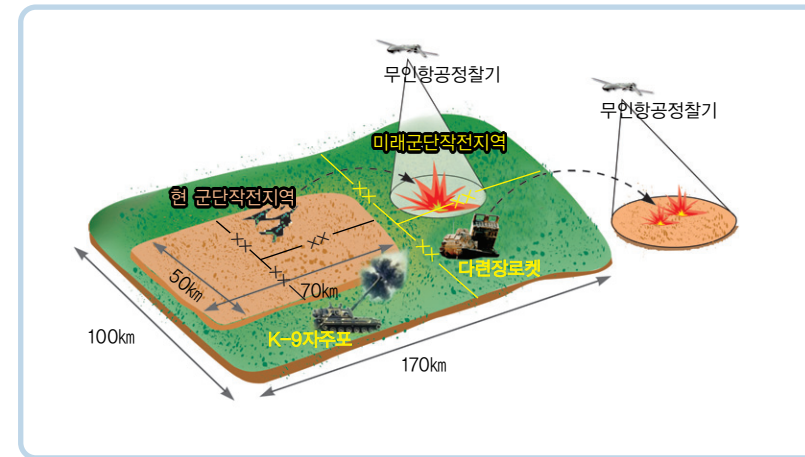 무인항공정찰기
무인항공정찰기
미래군단작전지역
현 군단작전지역
다련장로켓
50㎞
70㎞
K-9자주포
100㎞
170㎞